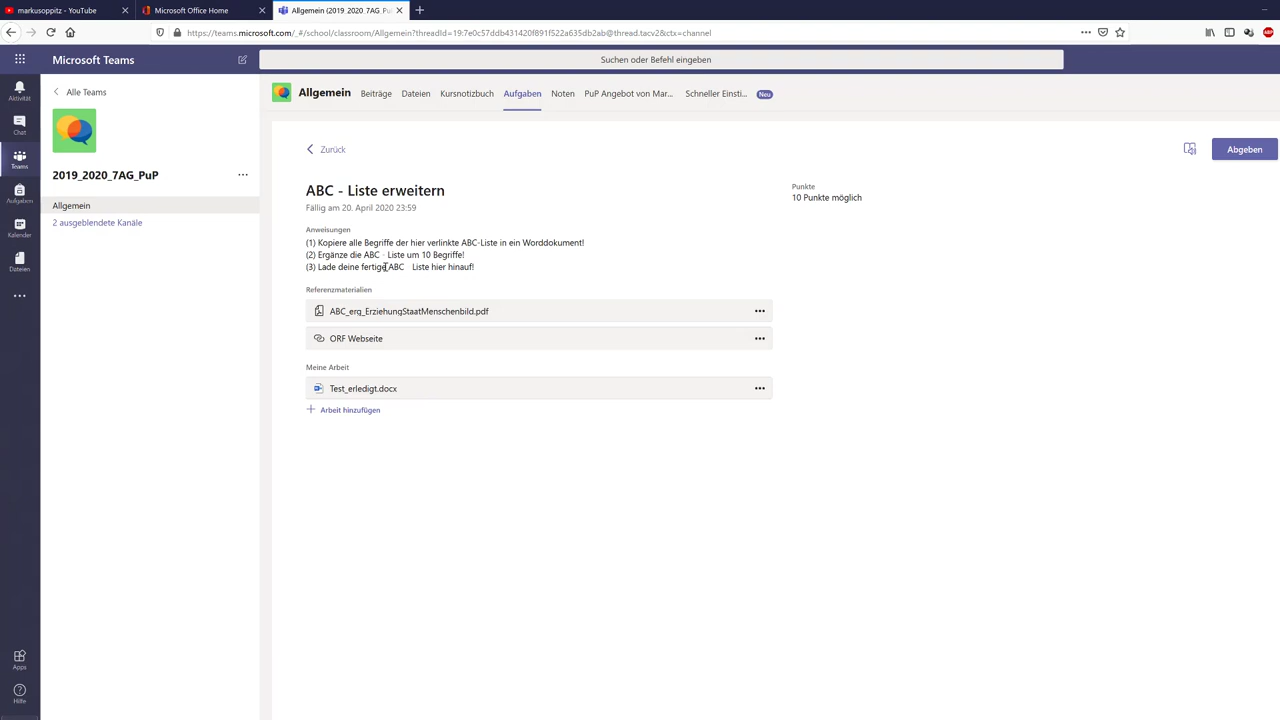 markusoppitz - YouTube
Microsoft Office Home
Allgemein (2019_2020_7AG_Pu
https://teams.microsoft.com/_#/school/classroom/Allgemein?threadId=19:7e0c57ddb431420f891f522a635db2ab@thread.tacv2&ctx=channel
Microsoft Teams
Suchen oder Befehl eingeben
Aktivität
Chat
Teams
Aufgaben
Kalender
Dateien
Apps
Hilfe
Alle Teams
2019_2020_7AG_PuP
Allgemein
2 ausgeblendete Kanäle
Allgemein Beiträge Dateien Kursnotizbuch Aufgaben Noten PuP Angebot von Mar... Schneller Einsti... Neu
Zurück
Abgeben
ABC - Liste erweitern
Fällig am 20. April 2020 23:59
Punkte
10 Punkte möglich
Anweisungen
(1) Kopiere alle Begriffe der hier verlinkte ABC-Liste in ein Worddokument!
(2) Ergänze die ABC - Liste um 10 Begriffe!
(3) Lade deine fertige ABC Liste hier hinauf!
Referenzmaterialien
ABC_erg_ErziehungStaatMenschenbild.pdf
ORF Webseite
Meine Arbeit
Test_erledigt.docx
Arbeit hinzufügen